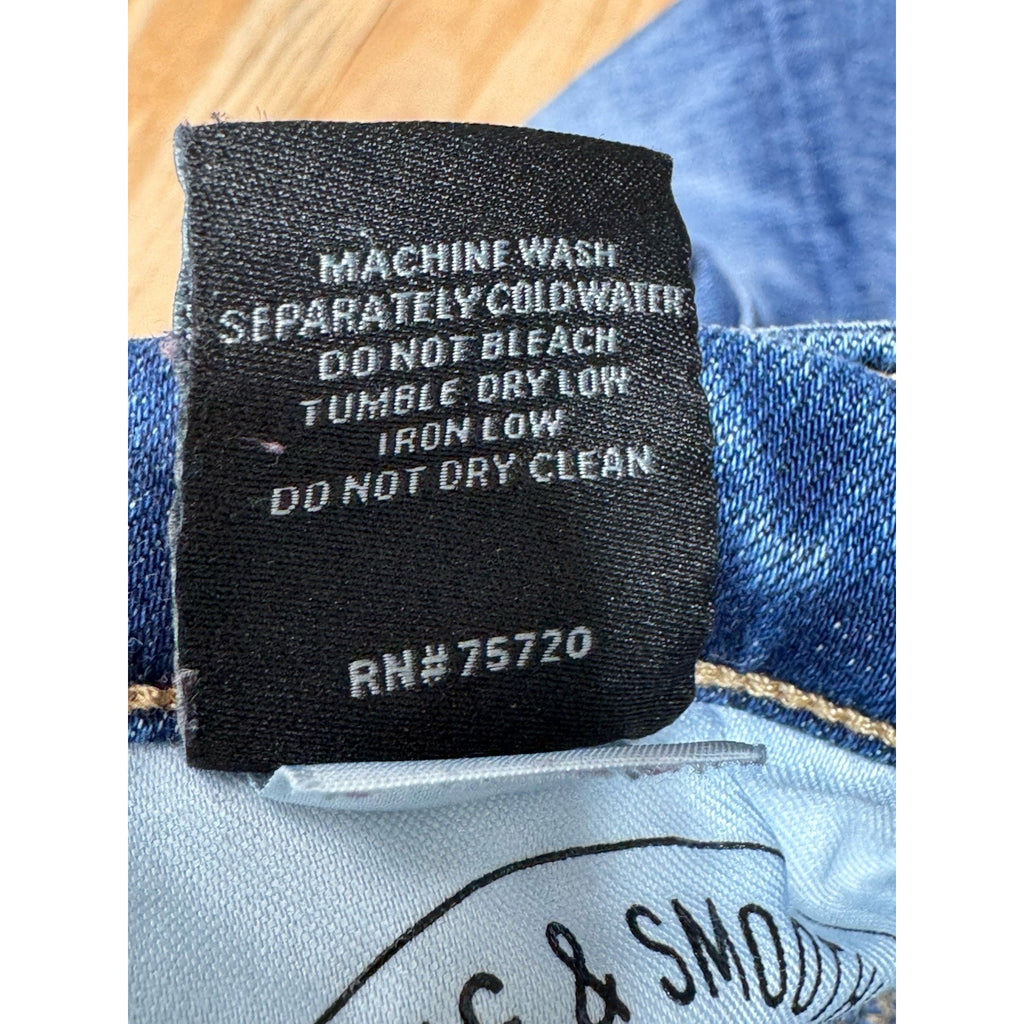 MACHINE WASH
SEPARATELY COLD WATER
DO NOT BLEACH
TUMBLE DRY LOW
IRON LOW
DO NOT DRY CLEAN
RN# 75720
& SMOOTH